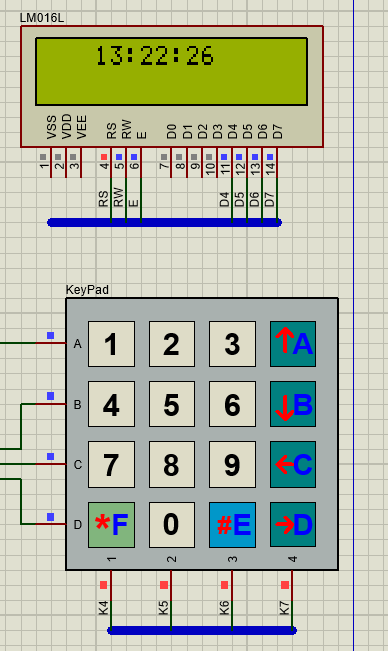 LM016L
13:22:26
VSS VDD VEE RS RW E D0 D1 D2 D3 D4 D5 D6 D7
1 2 3 4 5 6 7 8 9 10 11 12 13 14
RS RW E D4 D5 D6 D7
KeyPad
A 1 2 3 ↑A
B 4 5 6 ↓B
C 7 8 9 ←C
D *F 0 #E →D
1 2 3 4
K4 K5 K6 K7